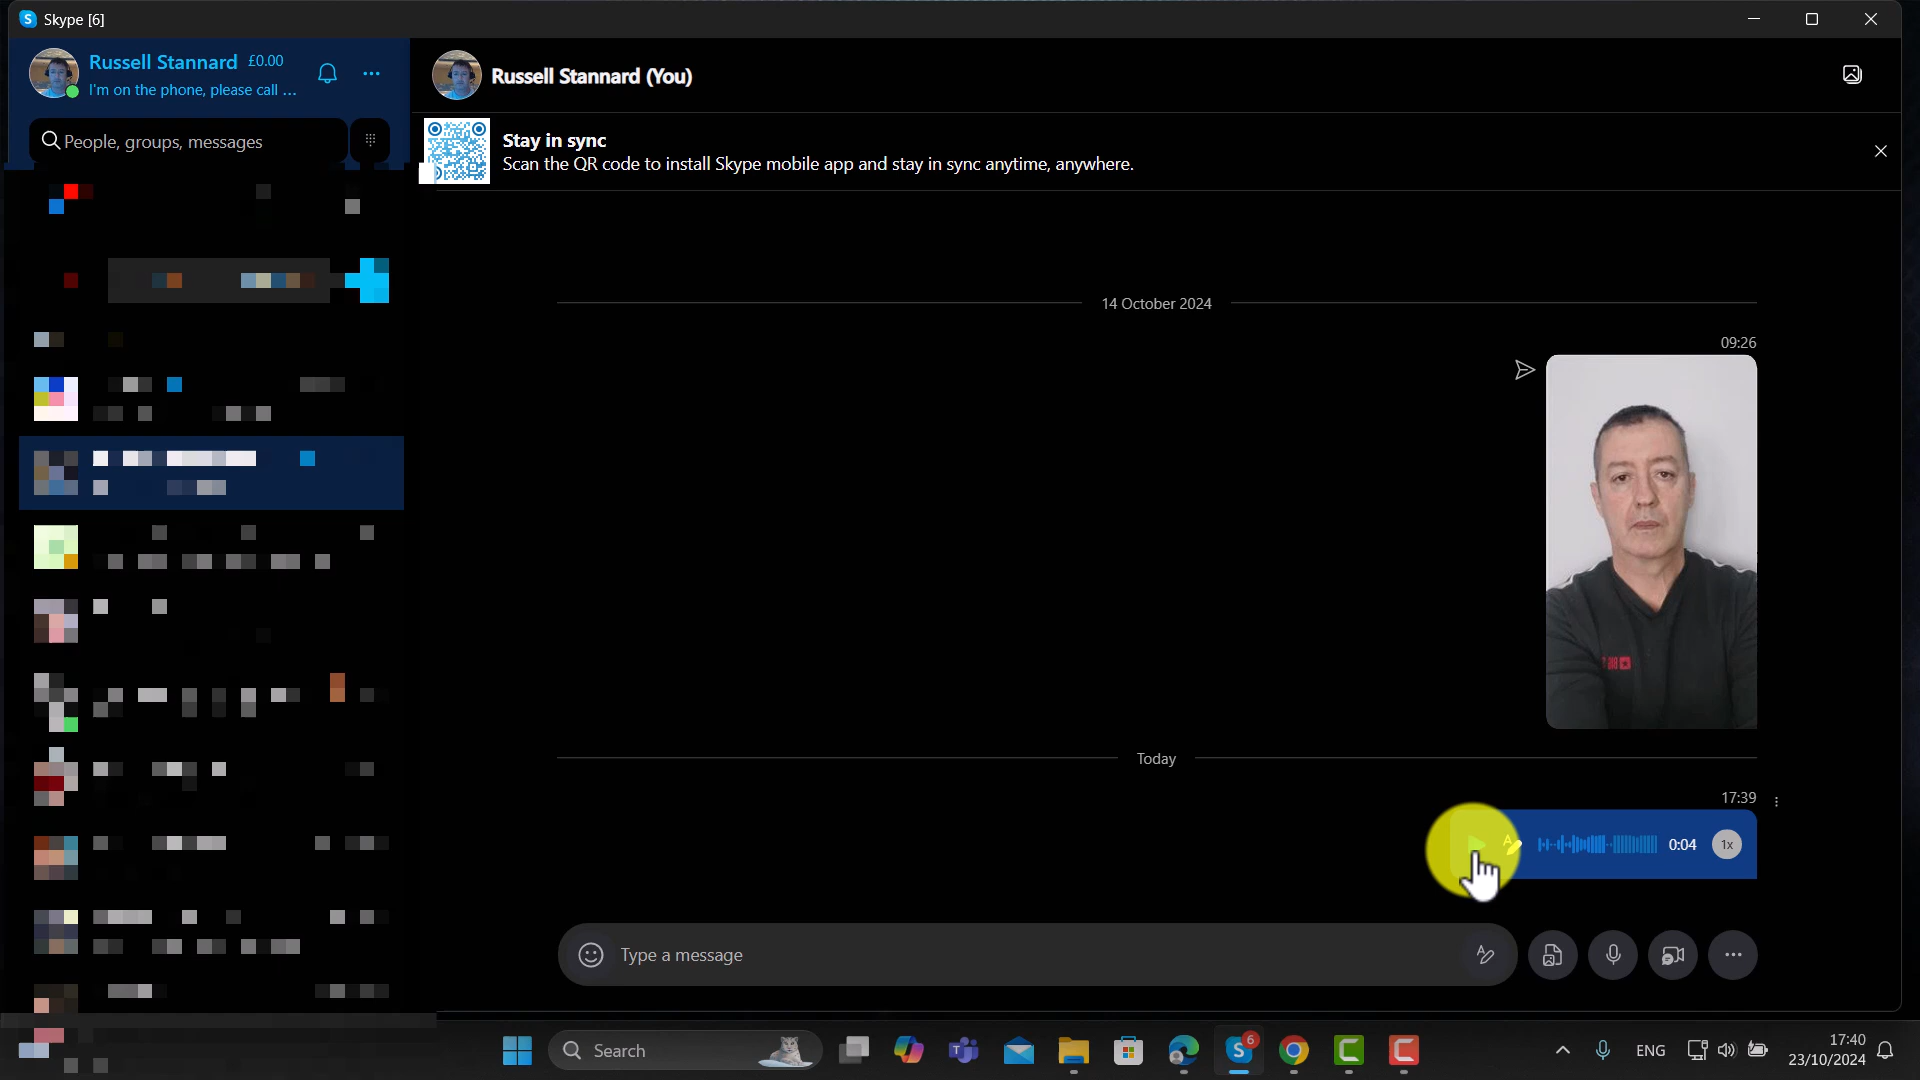 Skype [6]
Russell Stannard £0.00
I'm on the phone, please call ...
People, groups, messages
Russell Stannard (You)
Stay in sync
Scan the QR code to install Skype mobile app and stay in sync anytime, anywhere.
14 October 2024
09:26
Today
17:39
0:04
1x
Type a message
Search
6
ENG
17:40
23/10/2024